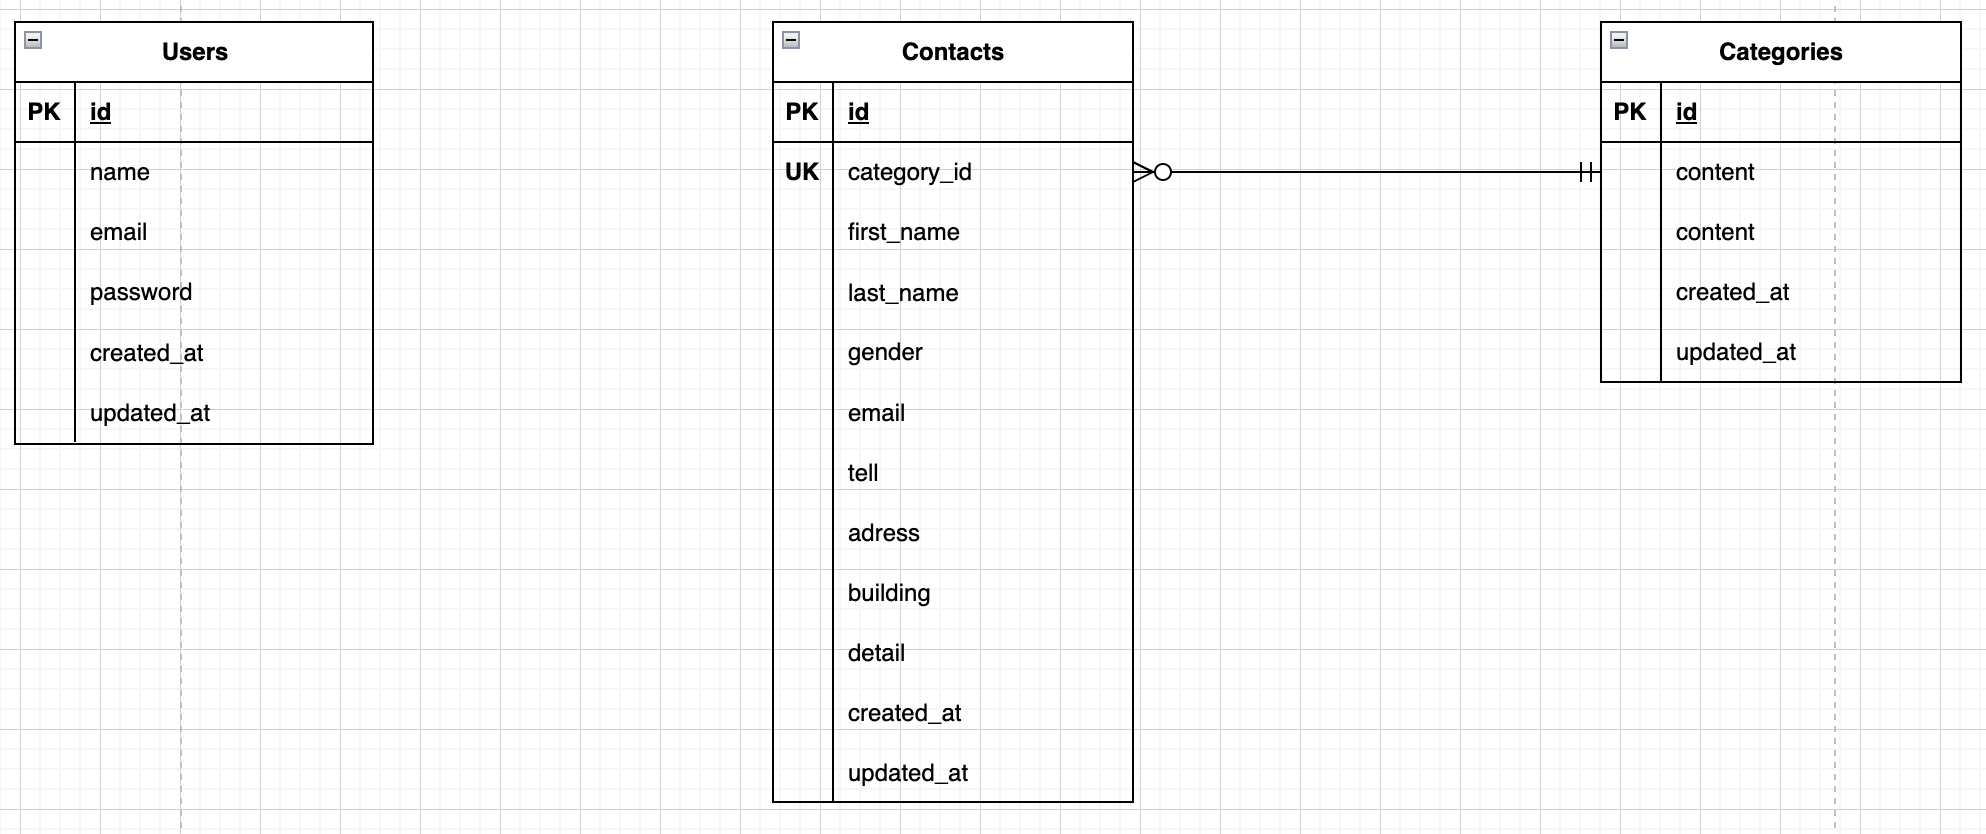 Users
PK id
name
email
password
created_at
updated_at
Contacts
PK id
UK category_id
first_name
last_name
gender
email
tell
adress
building
detail
created_at
updated_at
Categories
PK id
content
content
created_at
updated_at